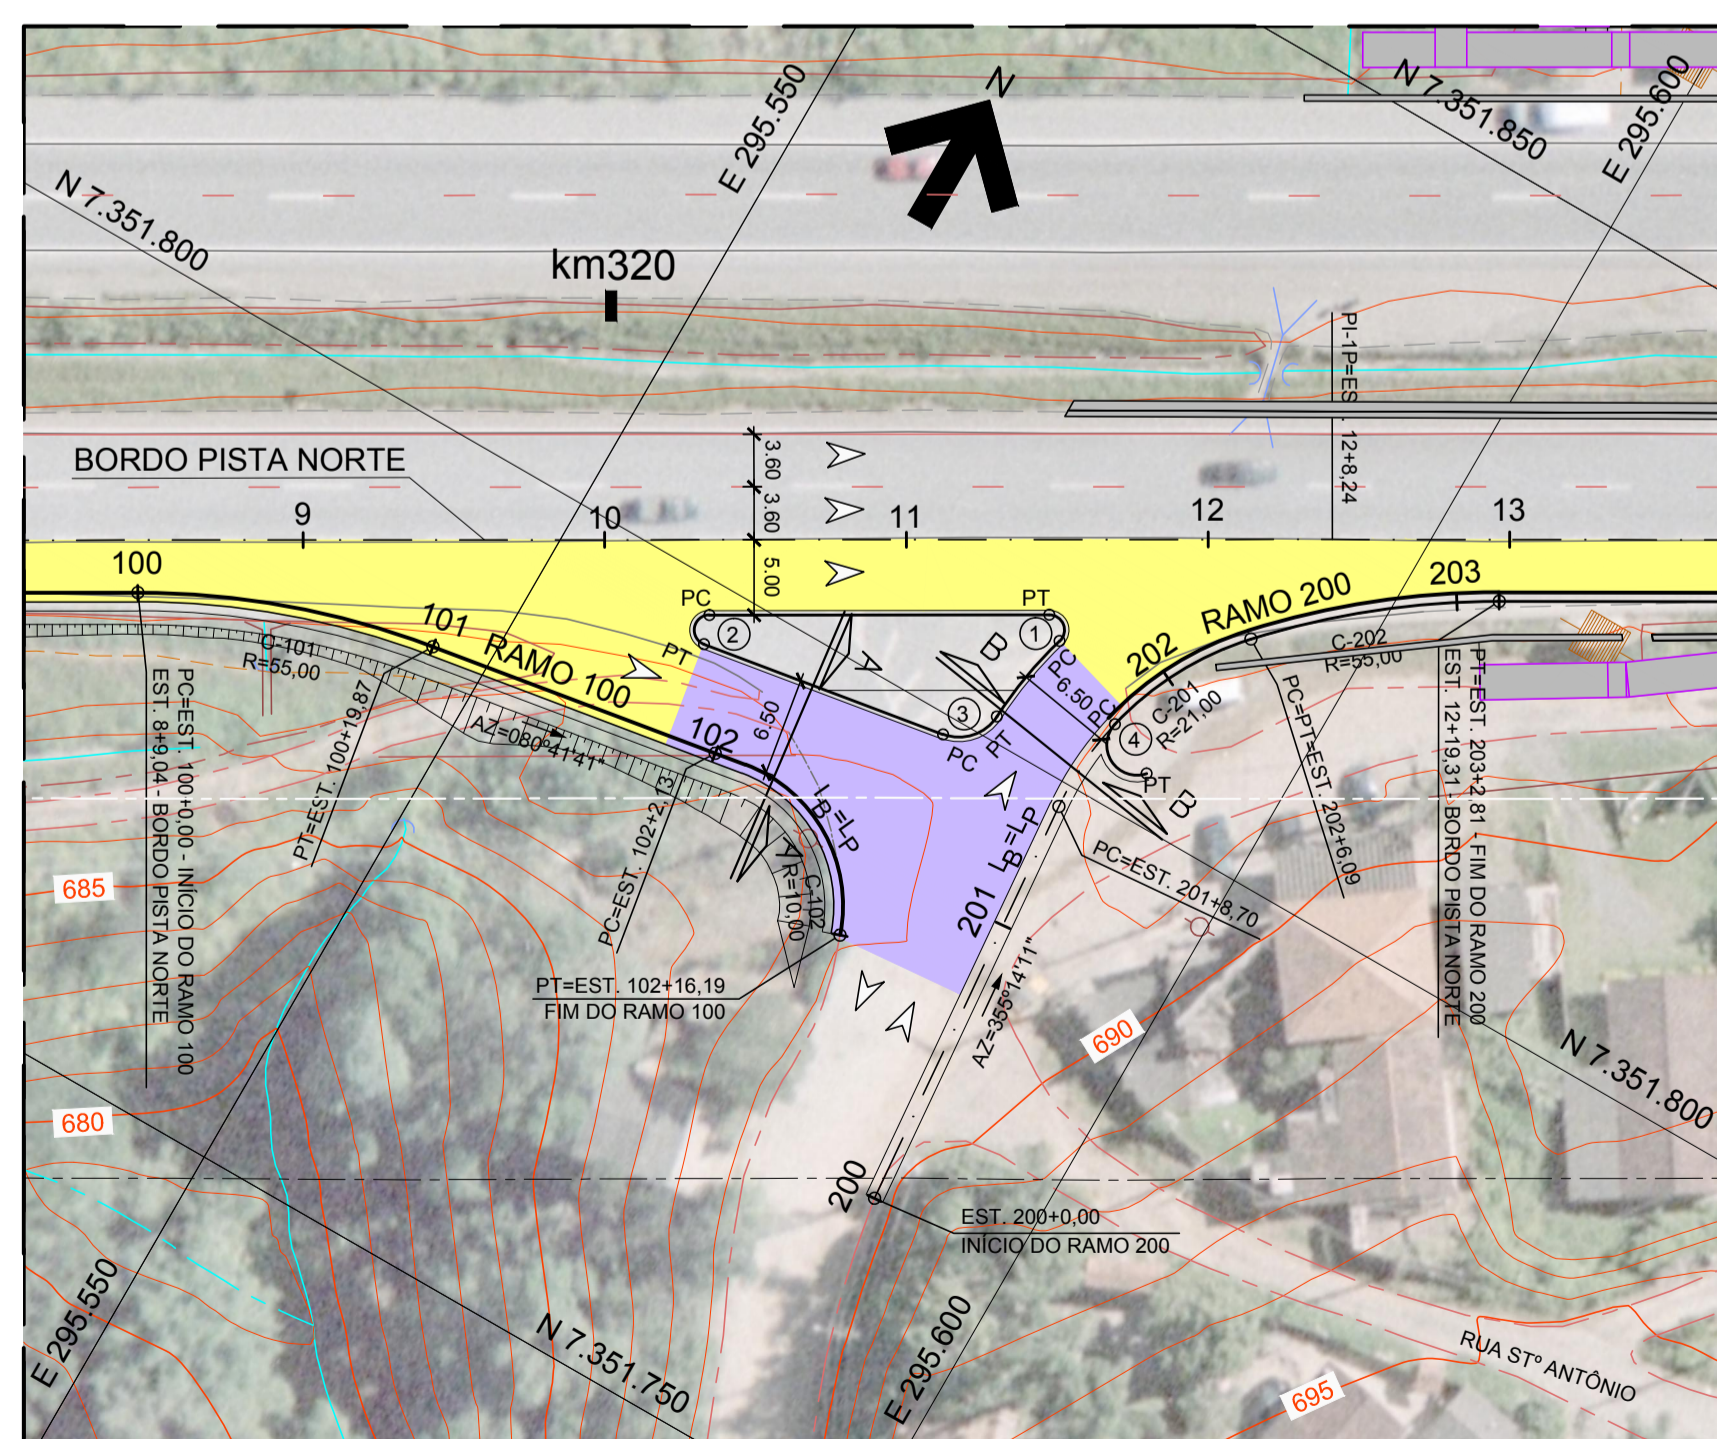 N
E 295.550
E 295.600
N 7.351.850
N 7.351.800
km320
BORDO PISTA NORTE
3.60
3.60
5.00
9
10
11
12
13
100
101
RAMO 100
102
C-101
R=55,00
AZ=080°41'41"
PC=EST. 100+0,00 - INÍCIO DO RAMO 100
EST. 8+9,04 - BORDO PISTA NORTE
PT=EST. 100+19,87
PC=EST. 102+2,13
PC
PT
2
PT
PC
1
3
PC
PT
A
B
6.50
6.50
PC
4
PT
B
A
LB=LP
LB=LP
C-102
R=10,00
PT=EST. 102+16,19
FIM DO RAMO 100
PI-1P=ES
12+8,24
RAMO 200
202
203
C-201
R=21,00
C-202
R=55,00
PC=PT=EST. 202+6,09
PT=EST. 203+2,81 - FIM DO RAMO 200
EST. 12+19,31 - BORDO PISTA NORTE
PC=EST. 201+8,70
201
AZ=355°14'11"
200
EST. 200+0,00
INÍCIO DO RAMO 200
685
680
690
695
N 7.351.800
N 7.351.750
E 295.550
E 295.600
RUA STº ANTÔNIO